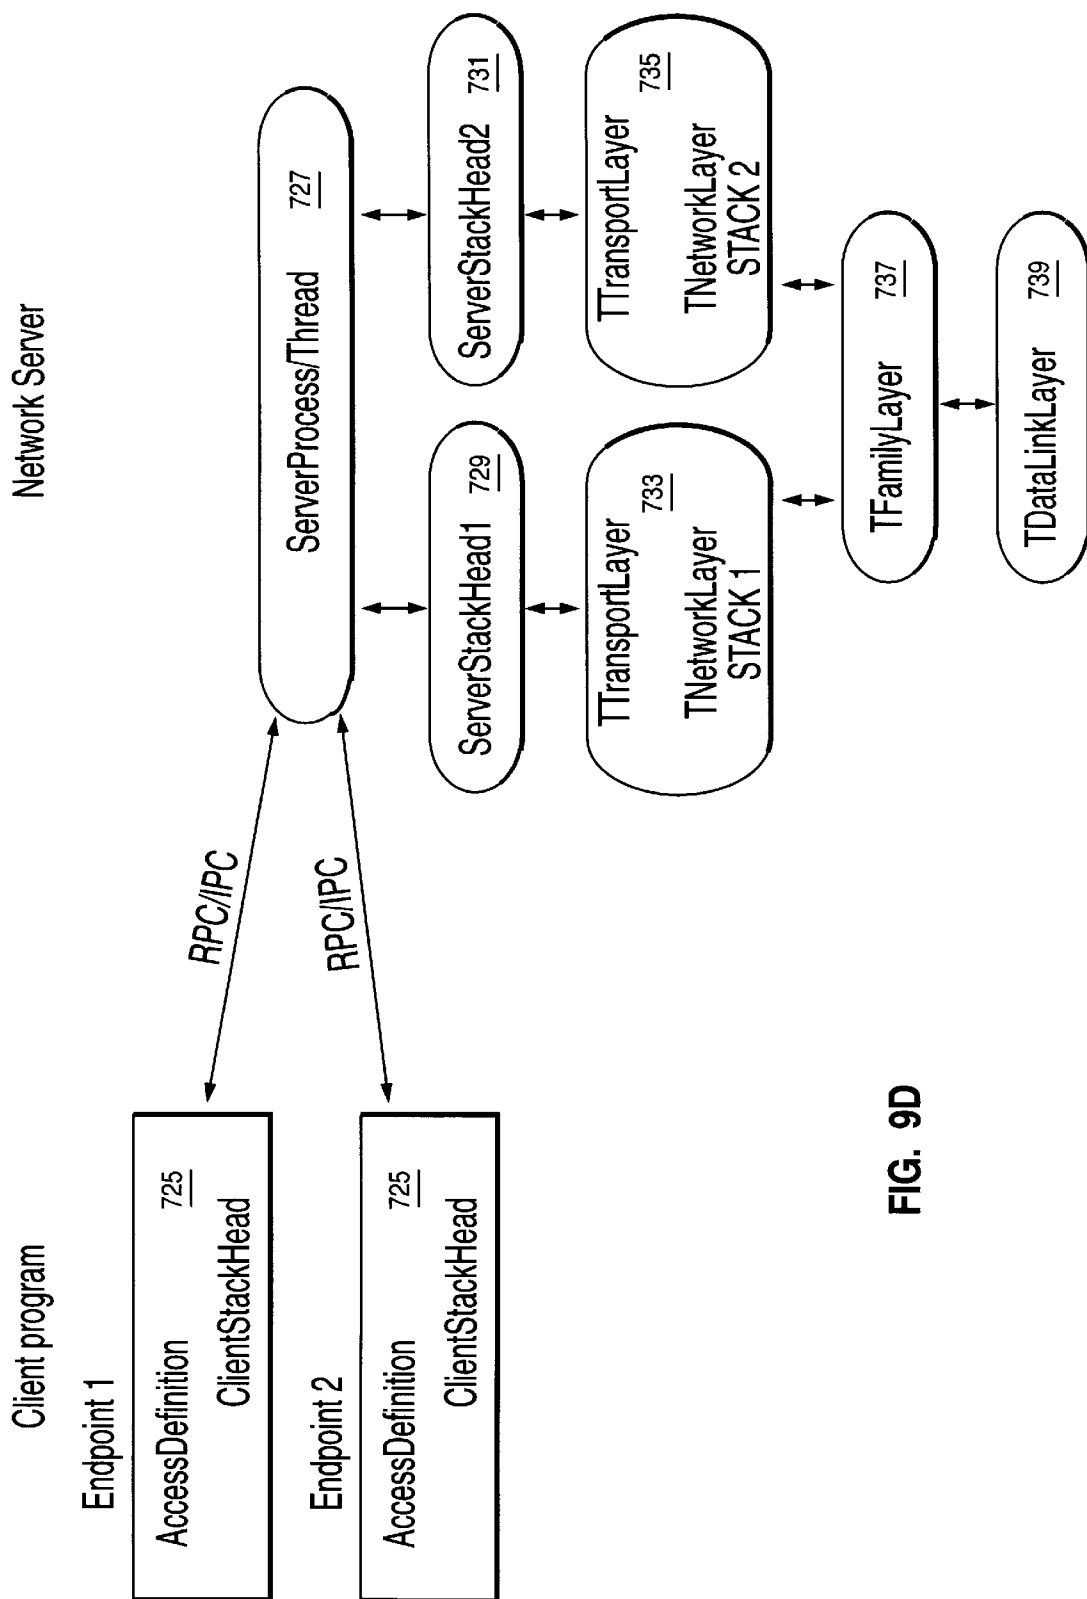 Client program
Network Server
Endpoint 1
AccessDefinition
725
ClientStackHead
Endpoint 2
AccessDefinition
725
ClientStackHead
RPC/IPC
RPC/IPC
ServerProcess/Thread
727
ServerStackHead1
729
ServerStackHead2
731
TTransportLayer
733
TNetworkLayer
STACK 1
TTransportLayer
735
TNetworkLayer
STACK 2
TFamilyLayer
737
TDataLinkLayer
739
FIG. 9D